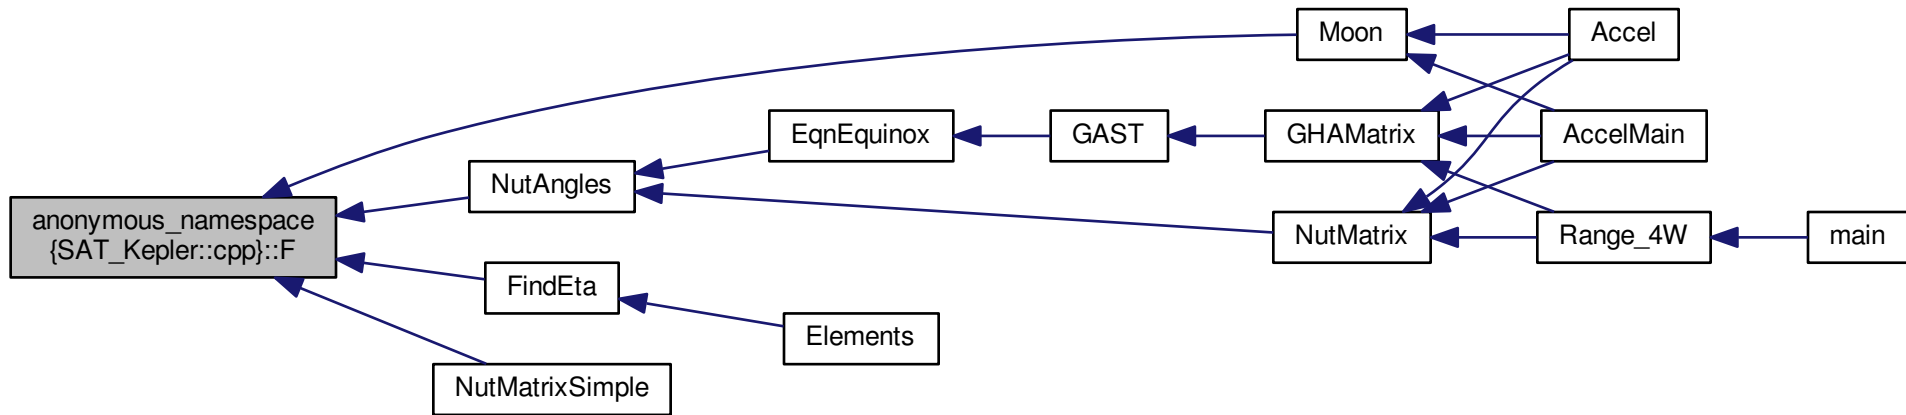 Moon
Accel
EqnEquinox
GAST
GHAMatrix
AccelMain
NutAngles
anonymous_namespace
{SAT_Kepler::cpp}::F
NutMatrix
Range_4W
main
FindEta
Elements
NutMatrixSimple